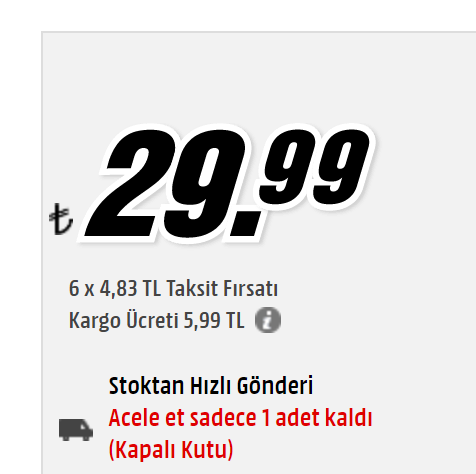 ₺ 29.99
6 x 4,83 TL Taksit Fırsatı
Kargo Ücreti 5,99 TL i
Stoktan Hızlı Gönderi
Acele et sadece 1 adet kaldı
(Kapalı Kutu)